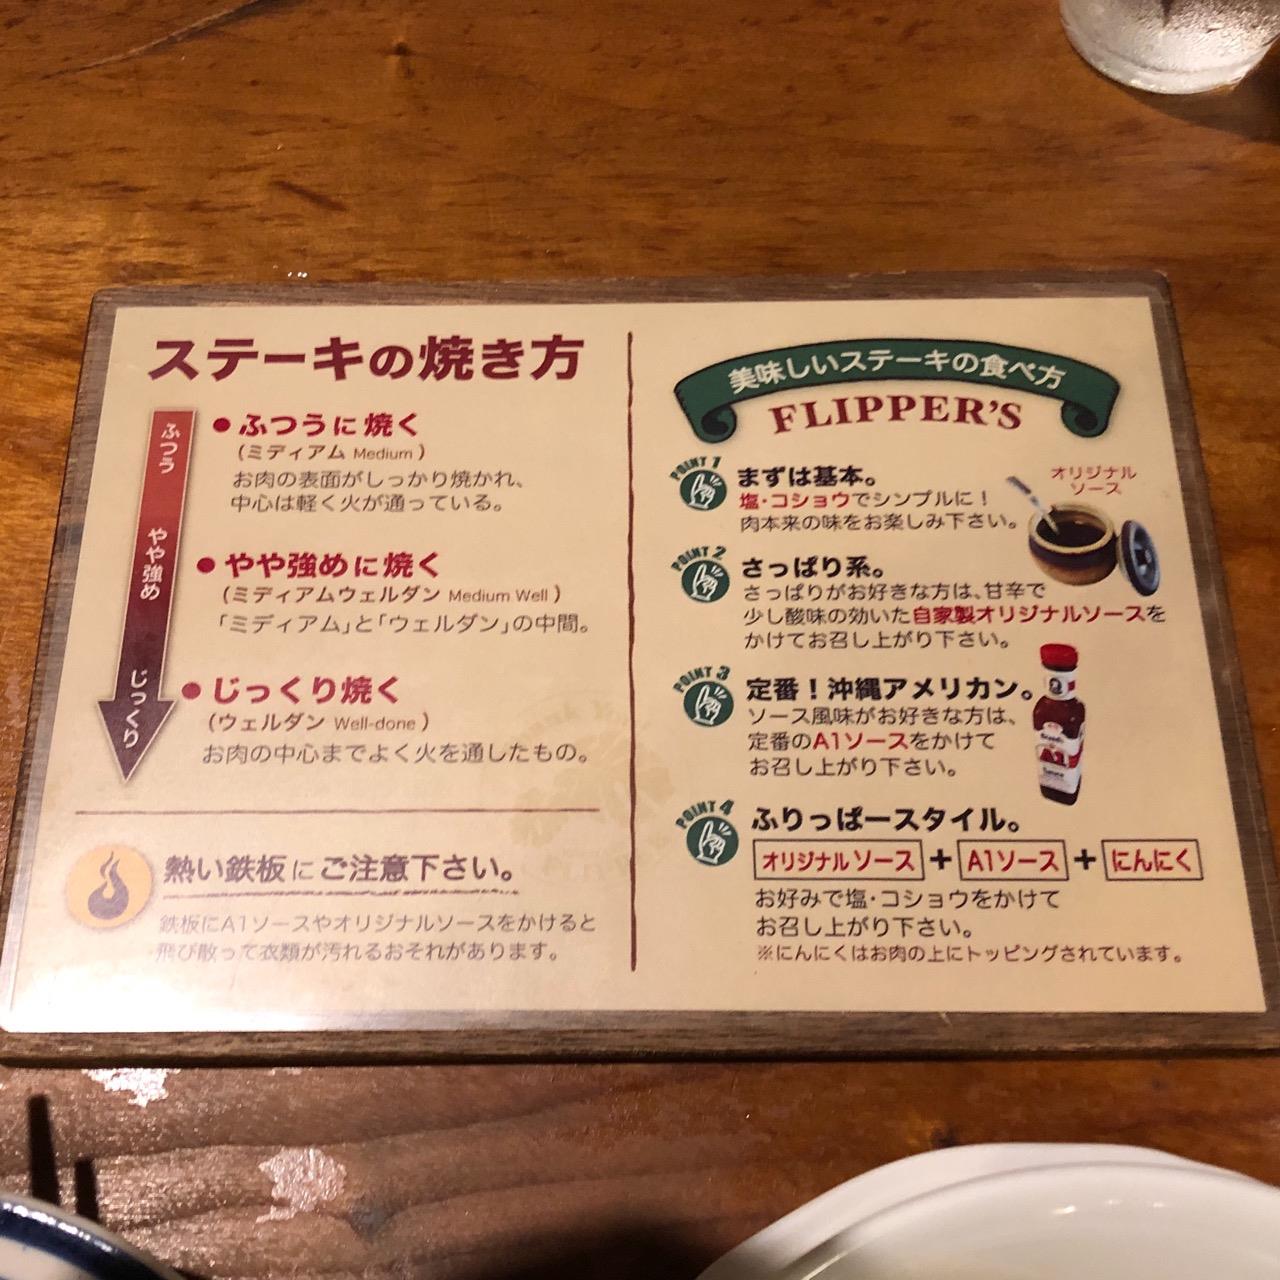 ステーキの焼き方
ふつう
やや強め
じっくり
●ふつうに焼く
(ミディアム Medium)
お肉の表面がしっかり焼かれ、
中心は軽く火が通っている。
●やや強めに焼く
(ミディアムウェルダン Medium Well)
「ミディアム」と「ウェルダン」の中間。
●じっくり焼く
(ウェルダン Well-done)
お肉の中心までよく火を通したもの。
熱い鉄板にご注意下さい。
鉄板にA1ソースやオリジナルソースをかけると
飛び散って衣類が汚れるおそれがあります。
美味しいステーキの食べ方
FLIPPER'S
POINT 1
まずは基本。
塩・コショウでシンプルに！
肉本来の味をお楽しみ下さい。
オリジナル
ソース
POINT 2
さっぱり系。
さっぱりがお好きな方は、甘辛で
少し酸味の効いた自家製オリジナルソースを
かけてお召し上がり下さい。
POINT 3
定番！沖縄アメリカン。
ソース風味がお好きな方は、
定番のA1ソースをかけて
お召し上がり下さい。
A1
Sauce
POINT 4
ふりっぱースタイル。
オリジナルソース+A1ソース+にんにく
お好みで塩・コショウをかけて
お召し上がり下さい。
※にんにくはお肉の上にトッピングされています。